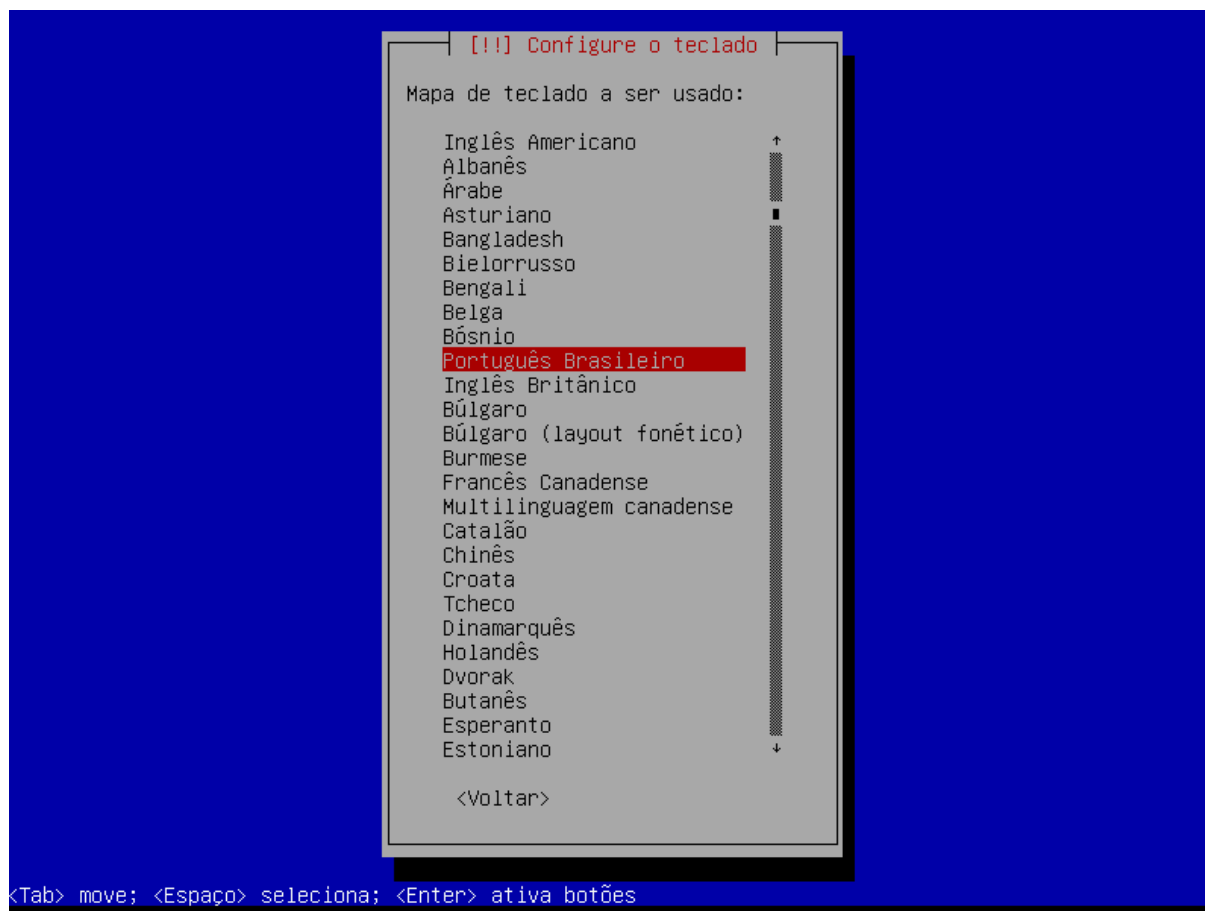 [!!] Configure o teclado
Mapa de teclado a ser usado:
Inglês Americano
Albanês
Árabe
Asturiano
Bangladesh
Bielorrusso
Bengali
Belga
Bósnio
Português Brasileiro
Inglês Britânico
Búlgaro
Búlgaro (layout fonético)
Burmese
Francês Canadense
Multilinguagem canadense
Catalão
Chinês
Croata
Tcheco
Dinamarquês
Holandês
Dvorak
Butanês
Esperanto
Estoniano
<Voltar>
<Tab> move; <Espaço> seleciona; <Enter> ativa botões